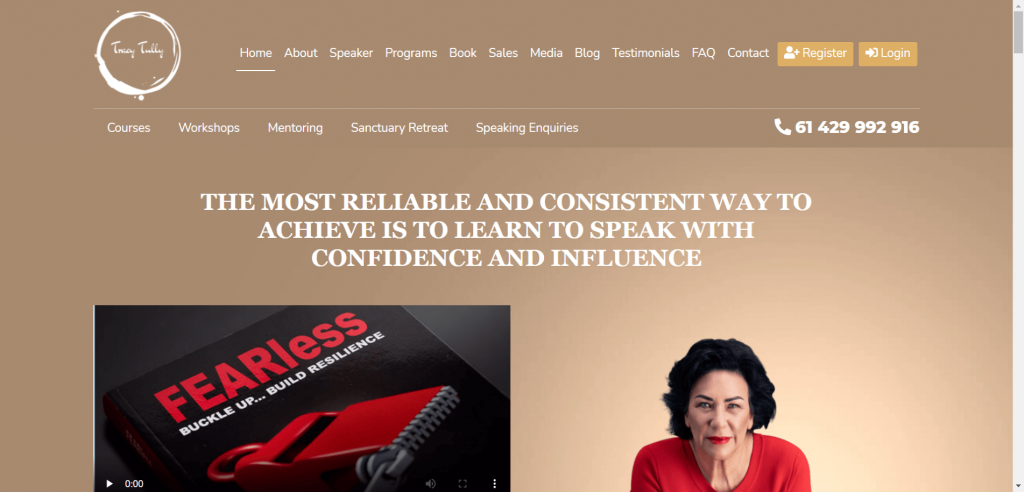 Tracy Tully
Home About Speaker Programs Book Sales Media Blog Testimonials FAQ Contact Register Login
Courses Workshops Mentoring Sanctuary Retreat Speaking Enquiries 61 429 992 916
THE MOST RELIABLE AND CONSISTENT WAY TO
ACHIEVE IS TO LEARN TO SPEAK WITH
CONFIDENCE AND INFLUENCE
FEARless
BUCKLE UP... BUILD RESILIENCE
0:00